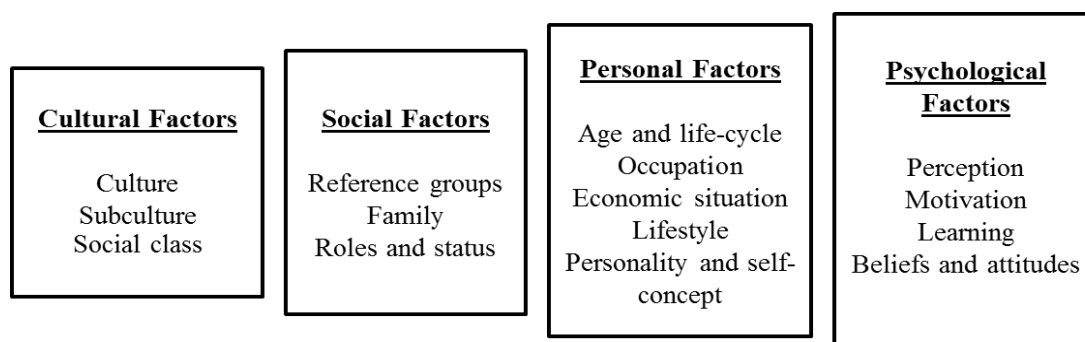 Cultural Factors
Culture
Subculture
Social class
Social Factors
Reference groups
Family
Roles and status
Personal Factors
Age and life-cycle
Occupation
Economic situation
Lifestyle
Personality and self-
concept
Psychological
Factors
Perception
Motivation
Learning
Beliefs and attitudes